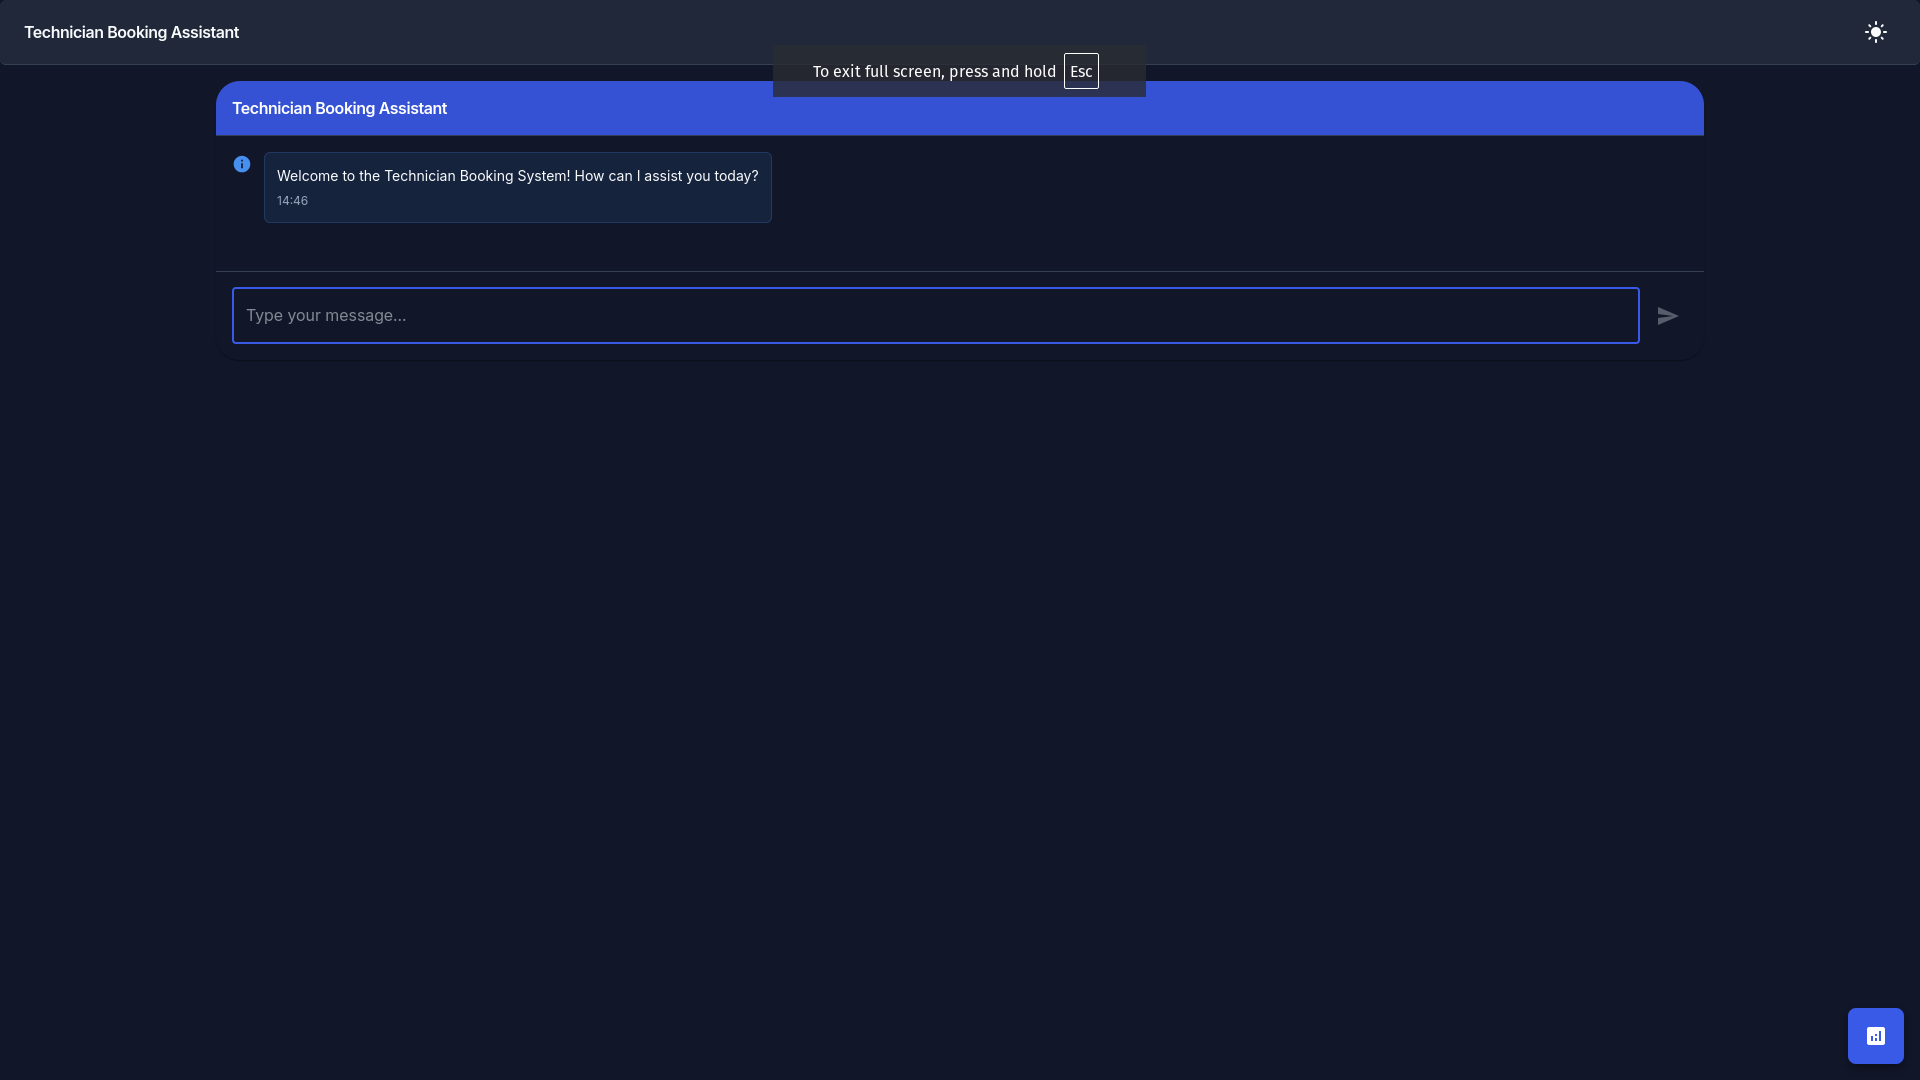 Technician Booking Assistant
To exit full screen, press and hold Esc
Technician Booking Assistant
Welcome to the Technician Booking System! How can I assist you today?
14:46
Type your message...